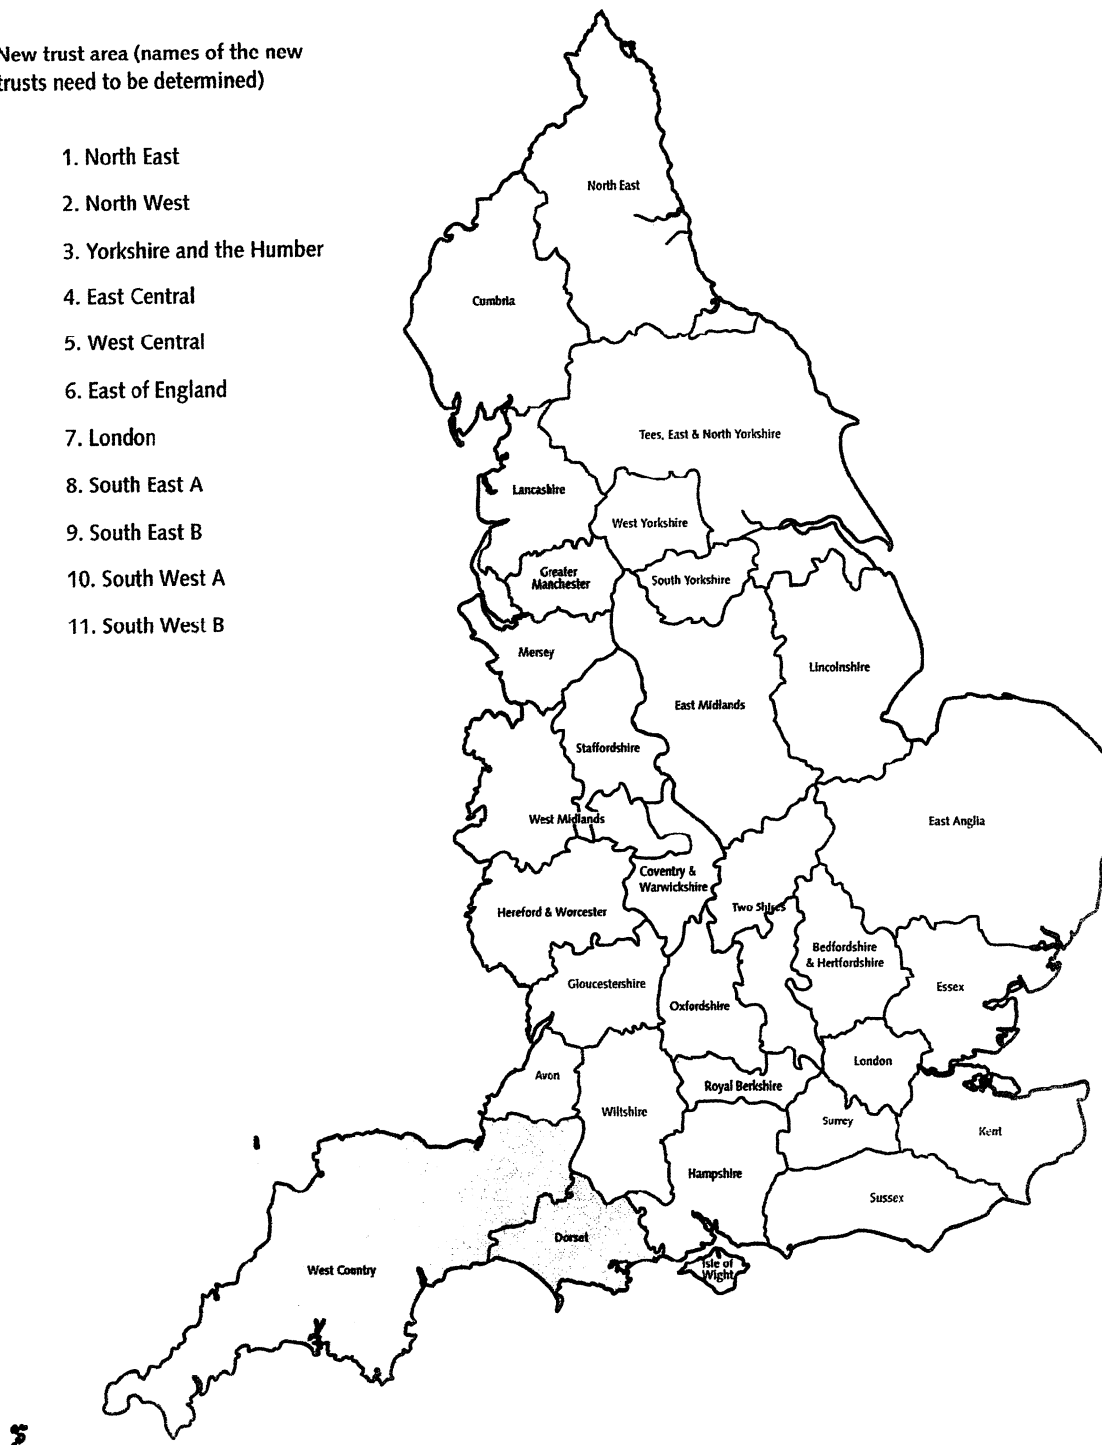 New trust area (names of the new
trusts need to be determined)
1. North East
2. North West
3. Yorkshire and the Humber
4. East Central
5. West Central
6. East of England
7. London
8. South East A
9. South East B
10. South West A
11. South West B
North East
Cumbria
Tees, East & North Yorkshire
Lancashire
West Yorkshire
Greater
Manchester
South Yorkshire
Mersey
Lincolnshire
East Midlands
Staffordshire
West Midlands
East Anglia
Coventry &
Warwickshire
Two Shires
Hereford & Worcester
Bedfordshire
& Hertfordshire
Gloucestershire
Essex
Oxfordshire
London
Avon
Royal Berkshire
Wiltshire
Surrey
Kent
Hampshire
Sussex
Dorset
West Country
Isle of
Wight